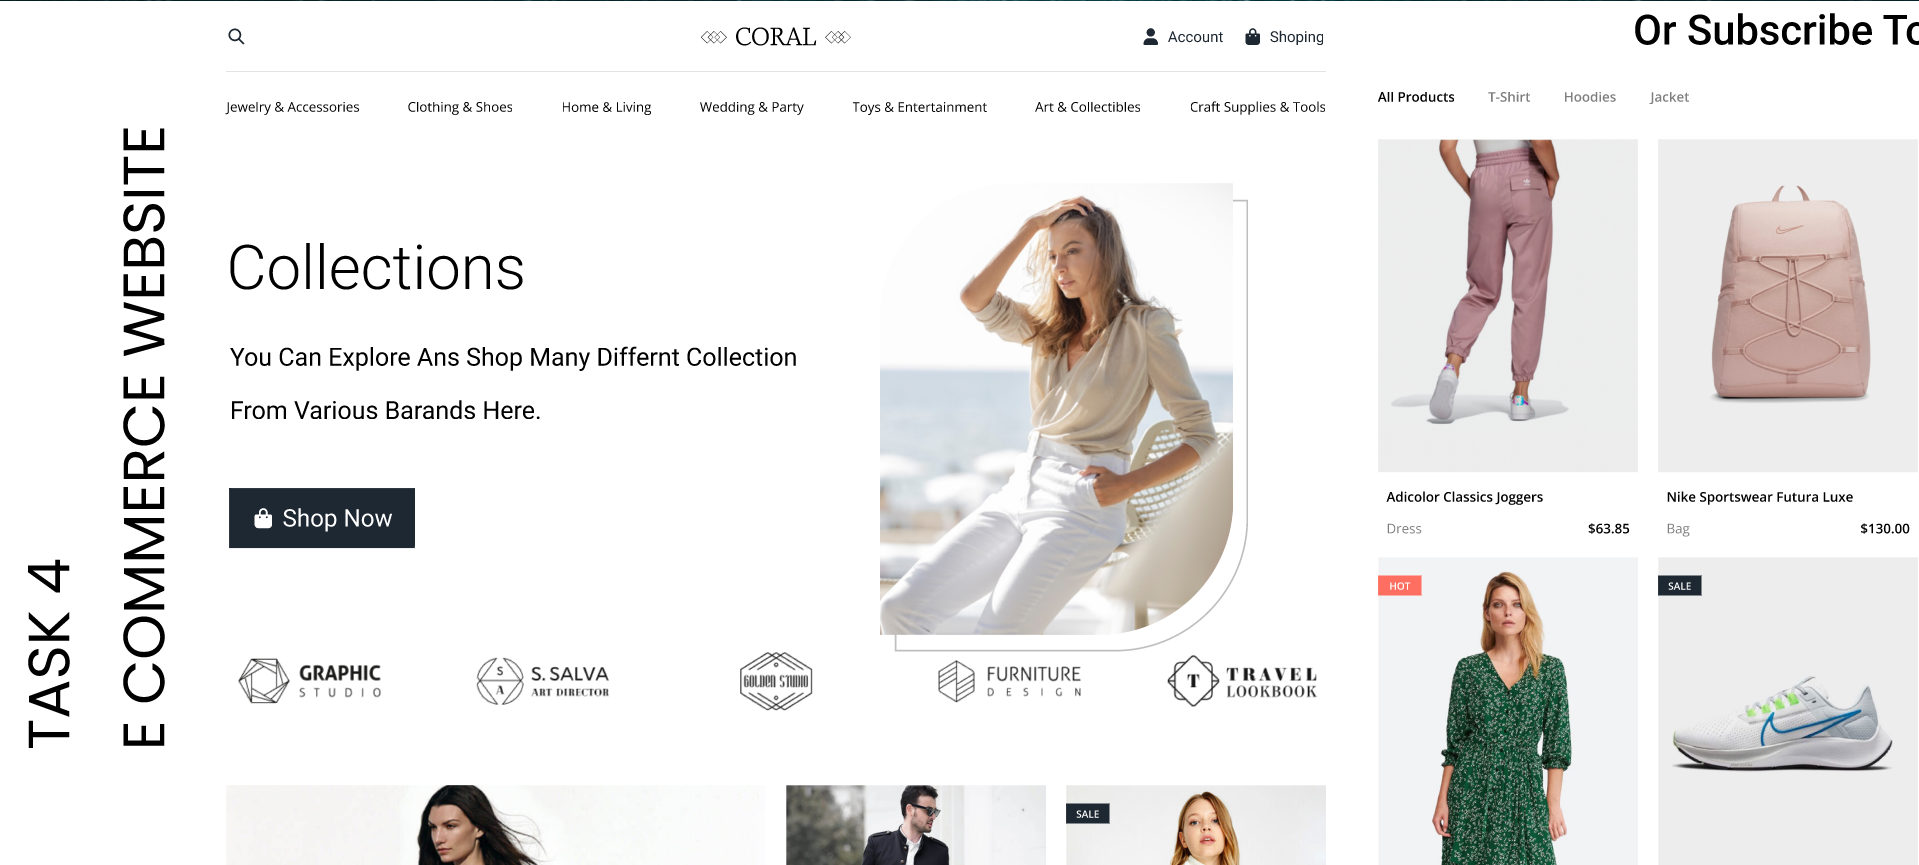 TASK 4
E COMMERCE WEBSITE
CORAL
Account
Shoping
Jewelry & Accessories
Clothing & Shoes
Home & Living
Wedding & Party
Toys & Entertainment
Art & Collectibles
Craft Supplies & Tools
Collections
You Can Explore Ans Shop Many Differnt Collection
From Various Barands Here.
Shop Now
GRAPHIC
STUDIO
S A
S. SALVA
ART DIRECTOR
GOLDEN STUDIO
FURNITURE
DESIGN
T
TRAVEL
LOOKBOOK
SALE
Or Subscribe To
All Products
T-Shirt
Hoodies
Jacket
Adicolor Classics Joggers
Dress
$63.85
Nike Sportswear Futura Luxe
Bag
$130.00
HOT
SALE